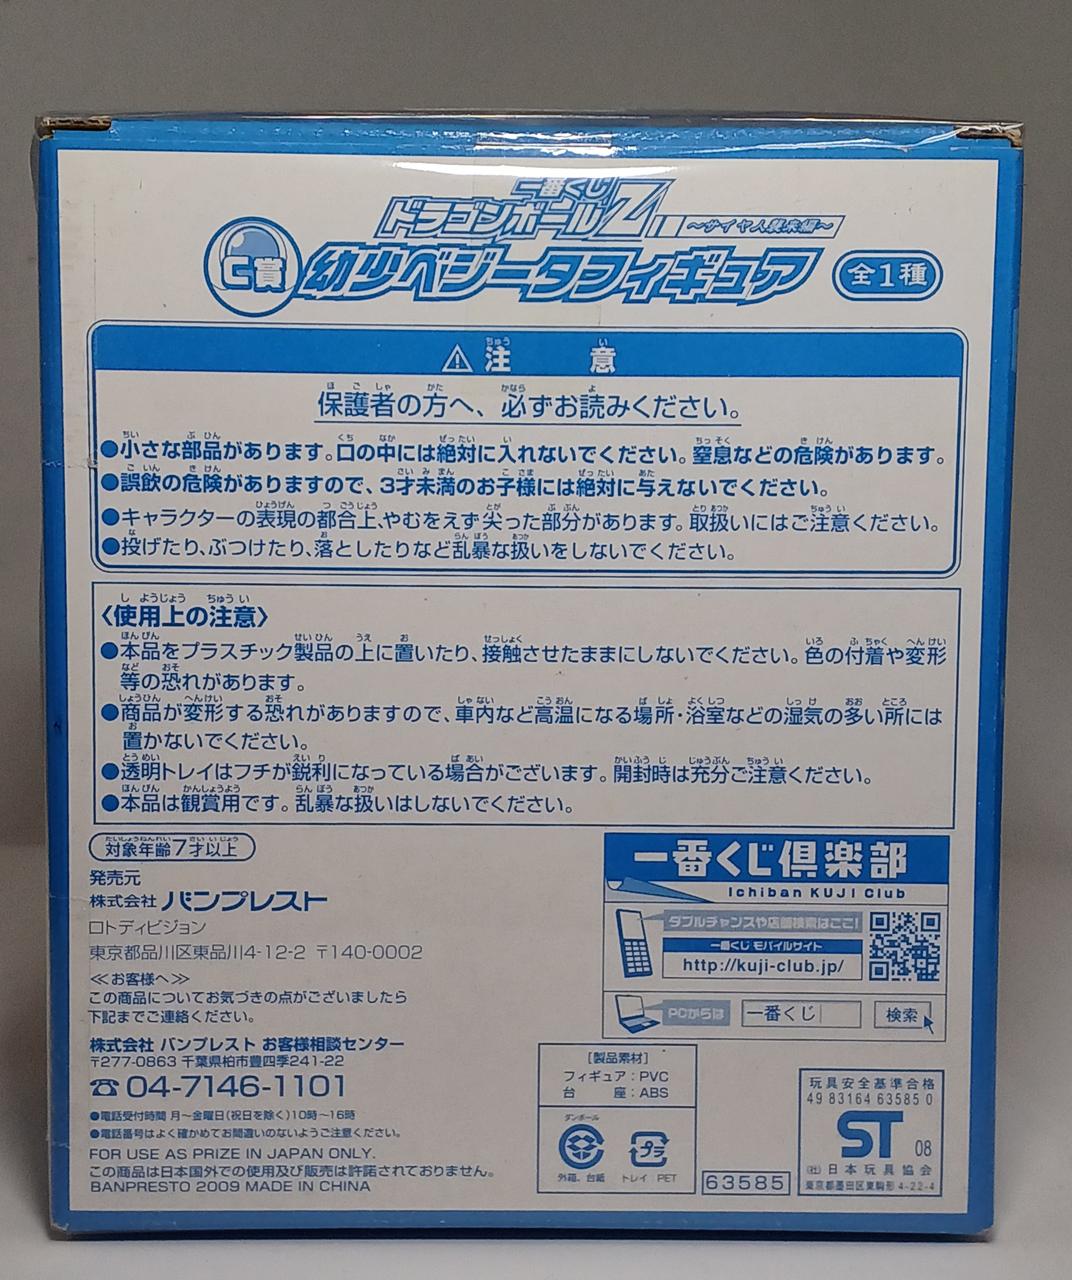 一番くじ
ドラゴンボールZ ～サイヤ人襲来編～
C賞 幼少ベジータフィギュア 全1種
⚠注意
保護者の方へ、必ずお読みください。
●小さな部品があります。口の中には絶対に入れないでください。窒息などの危険があります。
●誤飲の危険がありますので、3才未満のお子様には絶対に与えないでください。
●キャラクターの表現の都合上、やむをえず尖った部分があります。取扱いにはご注意ください。
●投げたり、ぶつけたり、落としたりなど乱暴な扱いをしないでください。
〈使用上の注意〉
●本品をプラスチック製品の上に置いたり、接触させたままにしないでください。色の付着や変形
等の恐れがあります。
●商品が変形する恐れがありますので、車内など高温になる場所・浴室などの湿気の多い所には
置かないでください。
●透明トレイはフチが鋭利になっている場合がございます。開封時は充分ご注意ください。
●本品は観賞用です。乱暴な扱いはしないでください。
対象年齢7才以上
発売元
株式会社 バンプレスト
ロトディビジョン
東京都品川区東品川4-12-2 〒140-0002
≪お客様へ≫
この商品についてお気づきの点がございましたら
下記までご連絡ください。
株式会社 バンプレスト お客様相談センター
〒277-0863 千葉県柏市豊四季241-22
☎04-7146-1101
●電話受付時間 月～金曜日(祝日を除く)10時～16時
●電話番号はよく確かめてお間違いのないようご注意ください。
FOR USE AS PRIZE IN JAPAN ONLY.
この商品は日本国外での使用及び販売は許諾されておりません。
BANPRESTO 2009 MADE IN CHINA
一番くじ倶楽部
Ichiban KUJI Club
ダブルチャンスや店舗検索はここ!
一番くじ モバイルサイト
http://kuji-club.jp/
PCからは 一番くじ 検索
[製品素材]
フィギュア:PVC
台　座:ABS
ダンボール
プラ
外箱、台紙 トレイ:PET
63585
玩具安全基準合格
49 83164 63585 0
ST 08
(社)日本玩具協会
東京都墨田区東駒形4-22-4